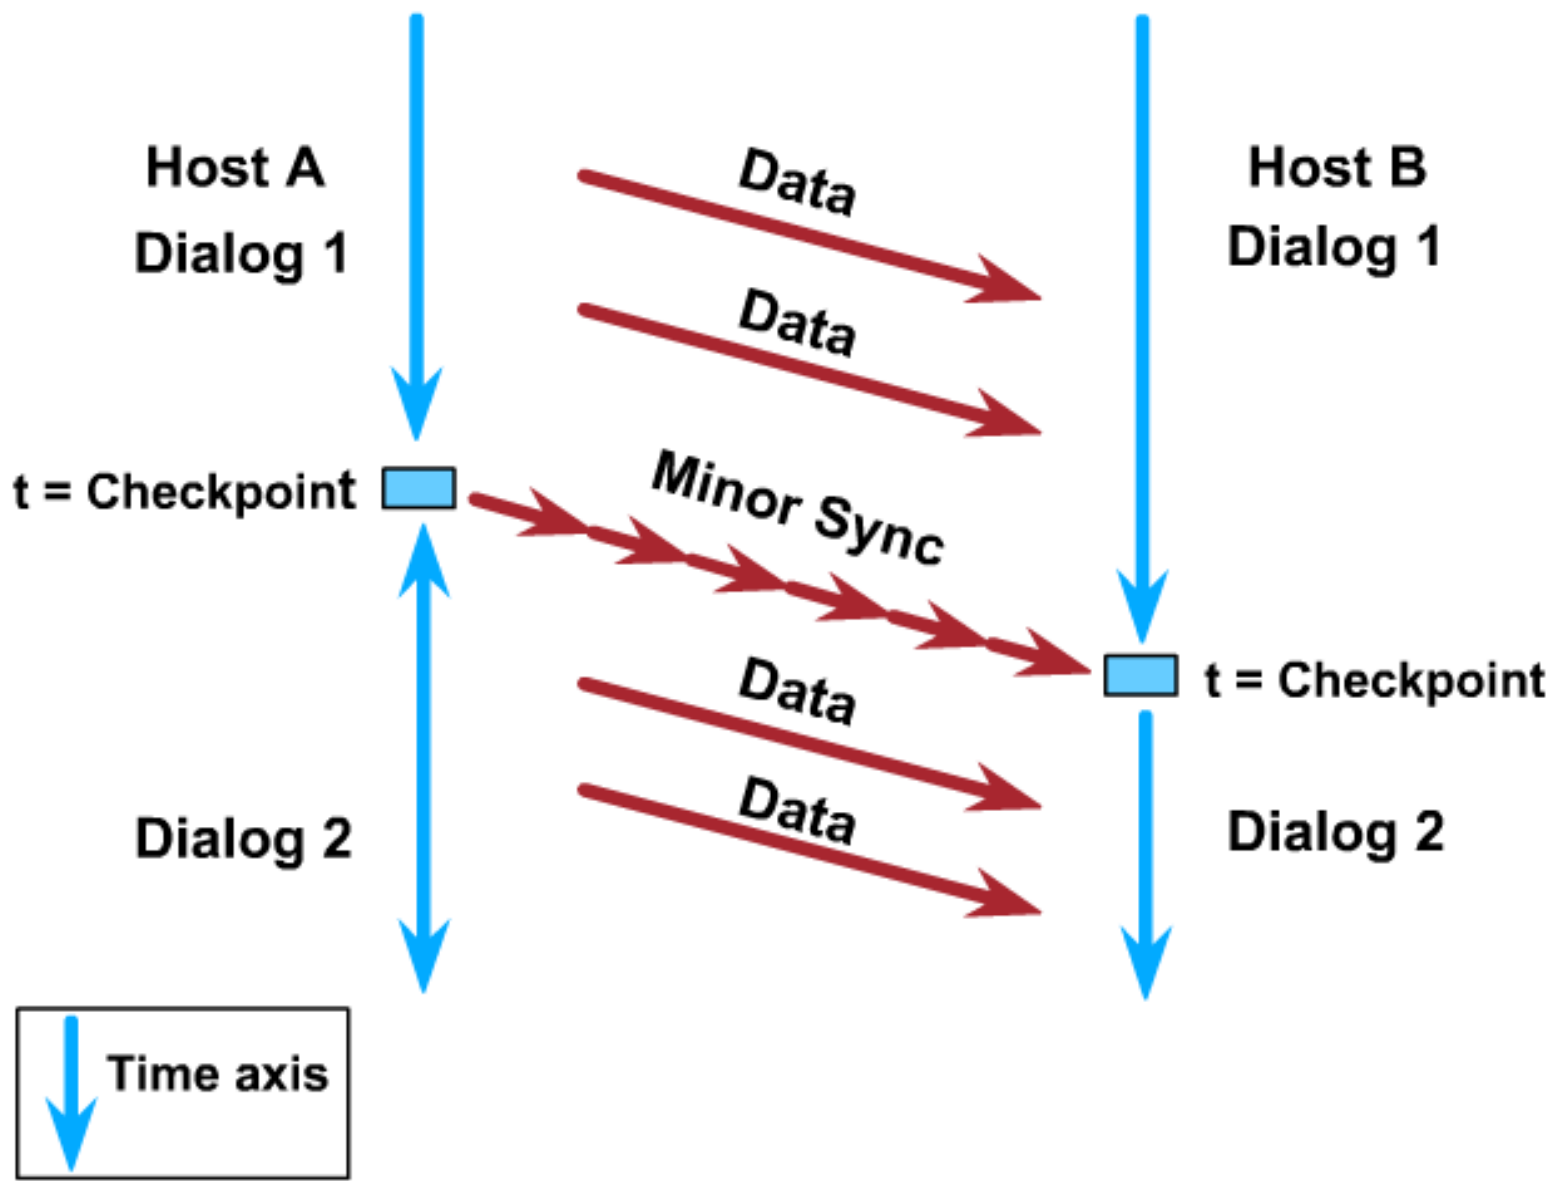 Host A
Dialog 1
Data
Host B
Dialog 1
Data
t = Checkpoint
Minor Sync
t = Checkpoint
Data
Data
Dialog 2
Dialog 2
Time axis